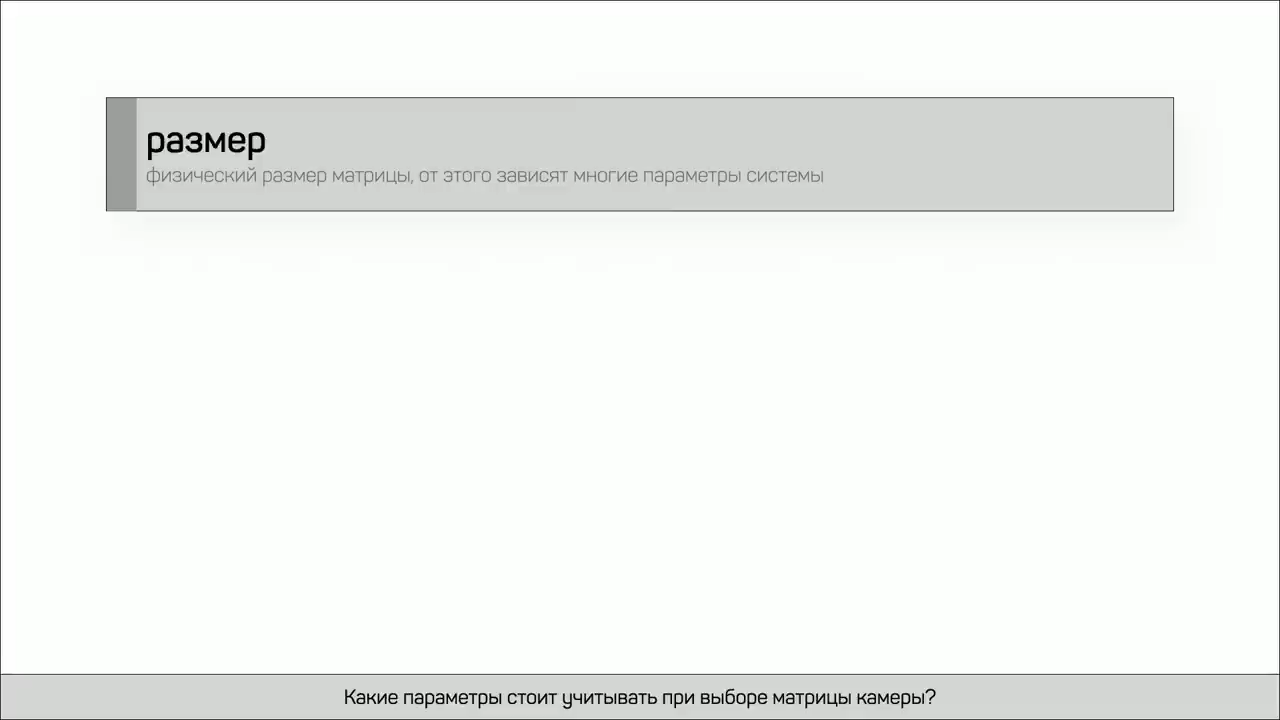 размер
физический размер матрицы, от этого зависят многие параметры системы
Какие параметры стоит учитывать при выборе матрицы камеры?